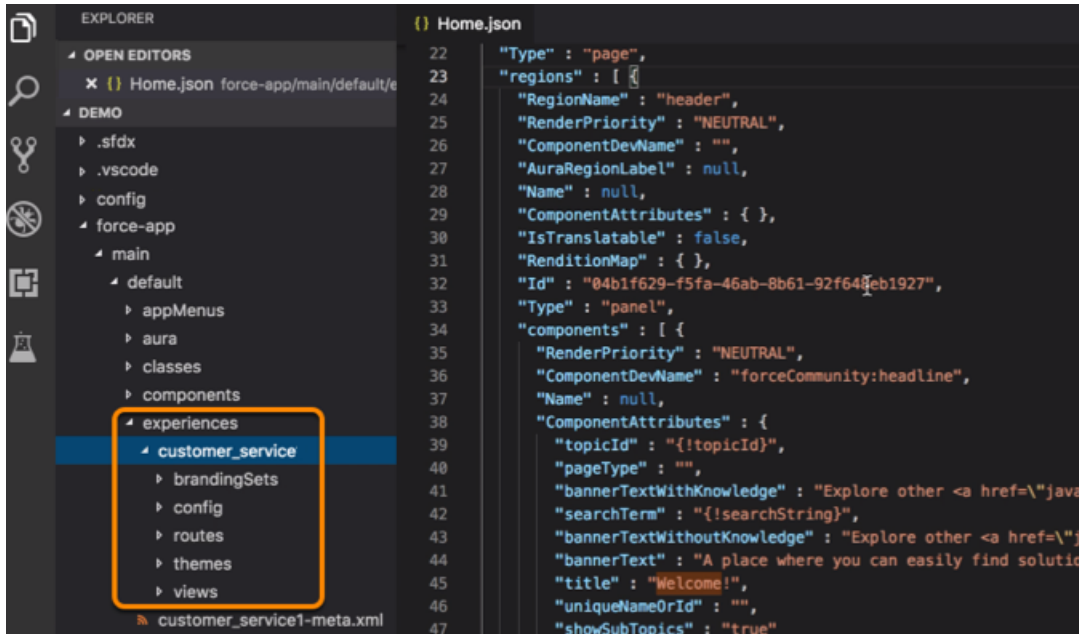 EXPLORER
OPEN EDITORS
{} Home.json force-app/main/default/e
DEMO
.sfdx
.vscode
config
force-app
main
default
appMenus
aura
classes
components
experiences
customer_service
brandingSets
config
routes
themes
views
customer_service1-meta.xml
{} Home.json
22 "Type" : "page",
23 "regions" : [ {
24 "RegionName" : "header",
25 "RenderPriority" : "NEUTRAL",
26 "ComponentDevName" : "",
27 "AuraRegionLabel" : null,
28 "Name" : null,
29 "ComponentAttributes" : { },
30 "IsTranslatable" : false,
31 "RenditionMap" : { },
32 "Id" : "04b1f629-f5fa-46ab-8b61-92f648eb1927",
33 "Type" : "panel",
34 "components" : [ {
35 "RenderPriority" : "NEUTRAL",
36 "ComponentDevName" : "forceCommunity:headline",
37 "Name" : null,
38 "ComponentAttributes" : {
39 "topicId" : "{!topicId}",
40 "pageType" : "",
41 "bannerTextWithKnowledge" : "Explore other <a href=\"java
42 "searchTerm" : "{!searchString}",
43 "bannerTextWithoutKnowledge" : "Explore other <a href=\"j
44 "bannerText" : "A place where you can easily find solutio
45 "title" : "Welcome!",
46 "uniqueNameOrId" : "",
47 "showSubTopics" : "true"